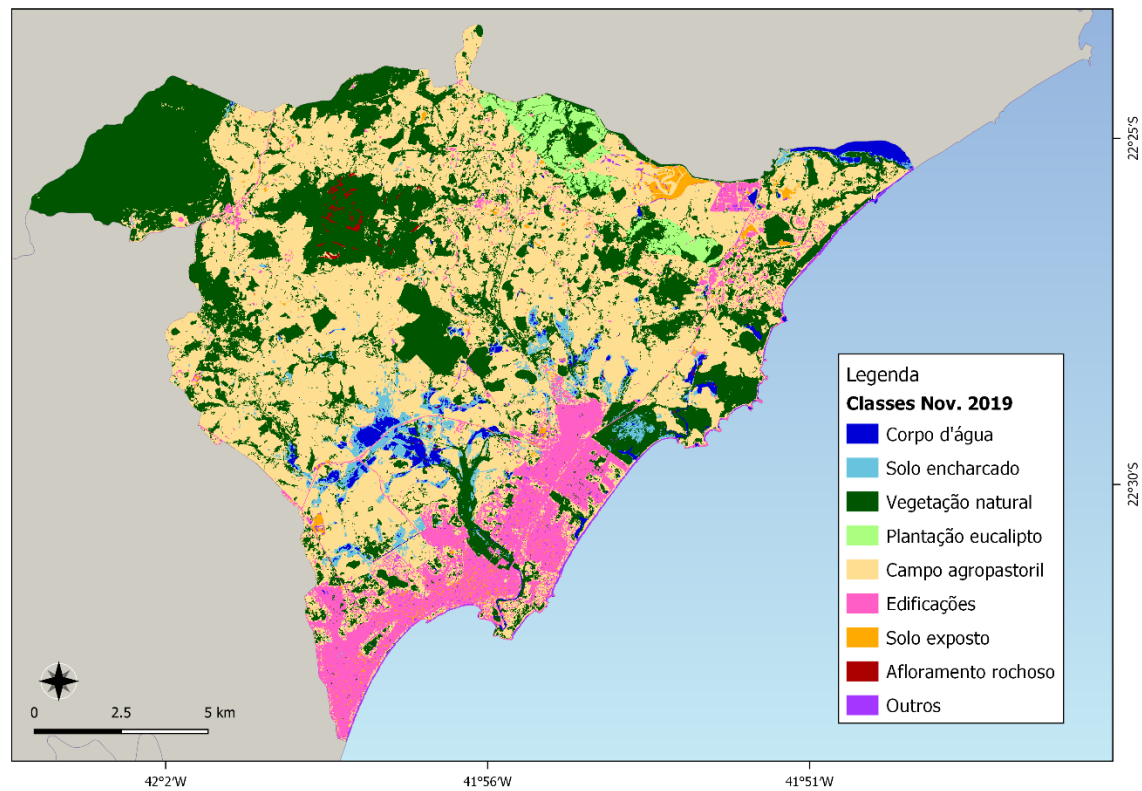 22°25'S
Legenda
Classes Nov. 2019
Corpo d'água
Solo encharcado
Vegetação natural
Plantação eucalipto
Campo agropastoril
Edificações
Solo exposto
Afloramento rochoso
Outros
22°30'S
0 2.5 5 km
42°2'W 41°56'W 41°51'W